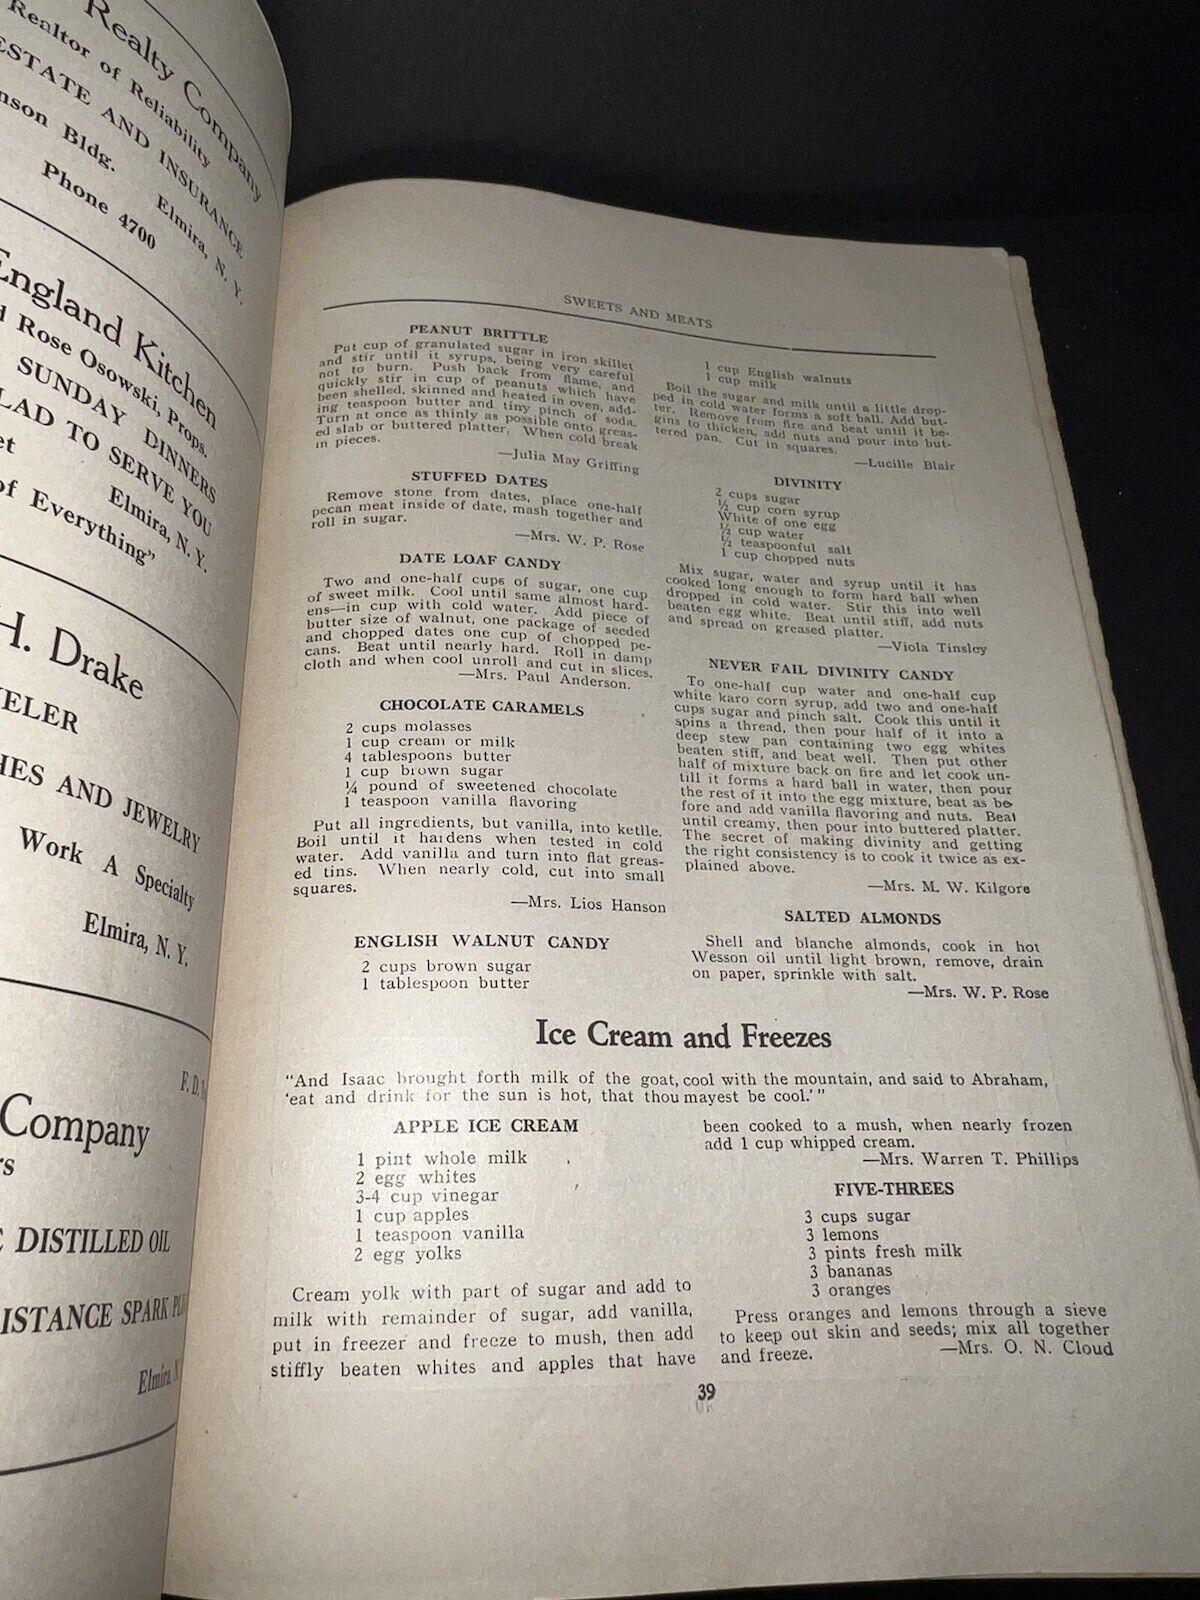 Realty Company
Realtor of Reliability
ESTATE AND INSURANCE
nson Bldg. Elmira, N. Y.
Phone 4700
England Kitchen
d Rose Osowski, Props.
SUNDAY DINNERS
LAD TO SERVE YOU
et Elmira, N. Y.
of Everything"
H. Drake
ELER
HES AND JEWELRY
Work A Specialty
Elmira, N. Y.
F. D.
Company
rs
E DISTILLED OIL
ISTANCE SPARK
Elmira, N
SWEETS AND MEATS
PEANUT BRITTLE
Put cup of granulated sugar in iron skillet
and stir until it syrups, being very careful
not to burn. Push back from flame, and
quickly stir in cup of peanuts which have
been shelled, skinned and heated in oven, add-
ing teaspoon butter and tiny pinch of soda.
Turn at once as thinly as possible onto greas-
ed slab or buttered platter. When cold break
in pieces.
—Julia May Griffing
STUFFED DATES
Remove stone from dates, place one-half
pecan meat inside of date, mash together and
roll in sugar.
—Mrs. W. P. Rose
DATE LOAF CANDY
Two and one-half cups of sugar, one cup
of sweet milk. Cool until same almost hard-
ens—in cup with cold water. Add piece of
butter size of walnut, one package of seeded
and chopped dates one cup of chopped pe-
cans. Beat until nearly hard. Roll in damp
cloth and when cool unroll and cut in slices.
—Mrs. Paul Anderson.
CHOCOLATE CARAMELS
2 cups molasses
1 cup cream or milk
4 tablespoons butter
1 cup brown sugar
¼ pound of sweetened chocolate
1 teaspoon vanilla flavoring
Put all ingredients, but vanilla, into ketlle.
Boil until it hardens when tested in cold
water. Add vanilla and turn into flat greas-
ed tins. When nearly cold, cut into small
squares.
—Mrs. Lios Hanson
ENGLISH WALNUT CANDY
2 cups brown sugar
1 tablespoon butter
1 cup English walnuts
1 cup milk
Boil the sugar and milk until a little drop-
ped in cold water forms a soft ball. Add but-
ter. Remove from fire and beat until it be-
gins to thicken, add nuts and pour into but-
tered pan. Cut in squares.
—Lucille Blair
DIVINITY
2 cups sugar
½ cup corn syrup
White of one egg
½ cup water
½ teaspoonful salt
1 cup chopped nuts
Mix sugar, water and syrup until it has
cooked long enough to form hard ball when
dropped in cold water. Stir this into well
beaten egg white. Beat until stiff, add nuts
and spread on greased platter.
—Viola Tinsley
NEVER FAIL DIVINITY CANDY
To one-half cup water and one-half cup
white karo corn syrup, add two and one-half
cups sugar and pinch salt. Cook this until it
spins a thread, then pour half of it into a
deep stew pan containing two egg whites
beaten stiff, and beat well. Then put other
half of mixture back on fire and let cook un-
till it forms a hard ball in water, then pour
the rest of it into the egg mixture, beat as be-
fore and add vanilla flavoring and nuts. Beat
until creamy, then pour into buttered platter.
The secret of making divinity and getting
the right consistency is to cook it twice as ex-
plained above.
—Mrs. M. W. Kilgore
SALTED ALMONDS
Shell and blanche almonds, cook in hot
Wesson oil until light brown, remove, drain
on paper, sprinkle with salt.
—Mrs. W. P. Rose
Ice Cream and Freezes
"And Isaac brought forth milk of the goat, cool with the mountain, and said to Abraham,
'eat and drink for the sun is hot, that thou mayest be cool.' "
APPLE ICE CREAM
1 pint whole milk
2 egg whites
3-4 cup vinegar
1 cup apples
1 teaspoon vanilla
2 egg yolks
Cream yolk with part of sugar and add to
milk with remainder of sugar, add vanilla,
put in freezer and freeze to mush, then add
stiffly beaten whites and apples that have
been cooked to a mush, when nearly frozen
add 1 cup whipped cream.
—Mrs. Warren T. Phillips
FIVE-THREES
3 cups sugar
3 lemons
3 pints fresh milk
3 bananas
3 oranges
Press oranges and lemons through a sieve
to keep out skin and seeds; mix all together
and freeze. —Mrs. O. N. Cloud
39